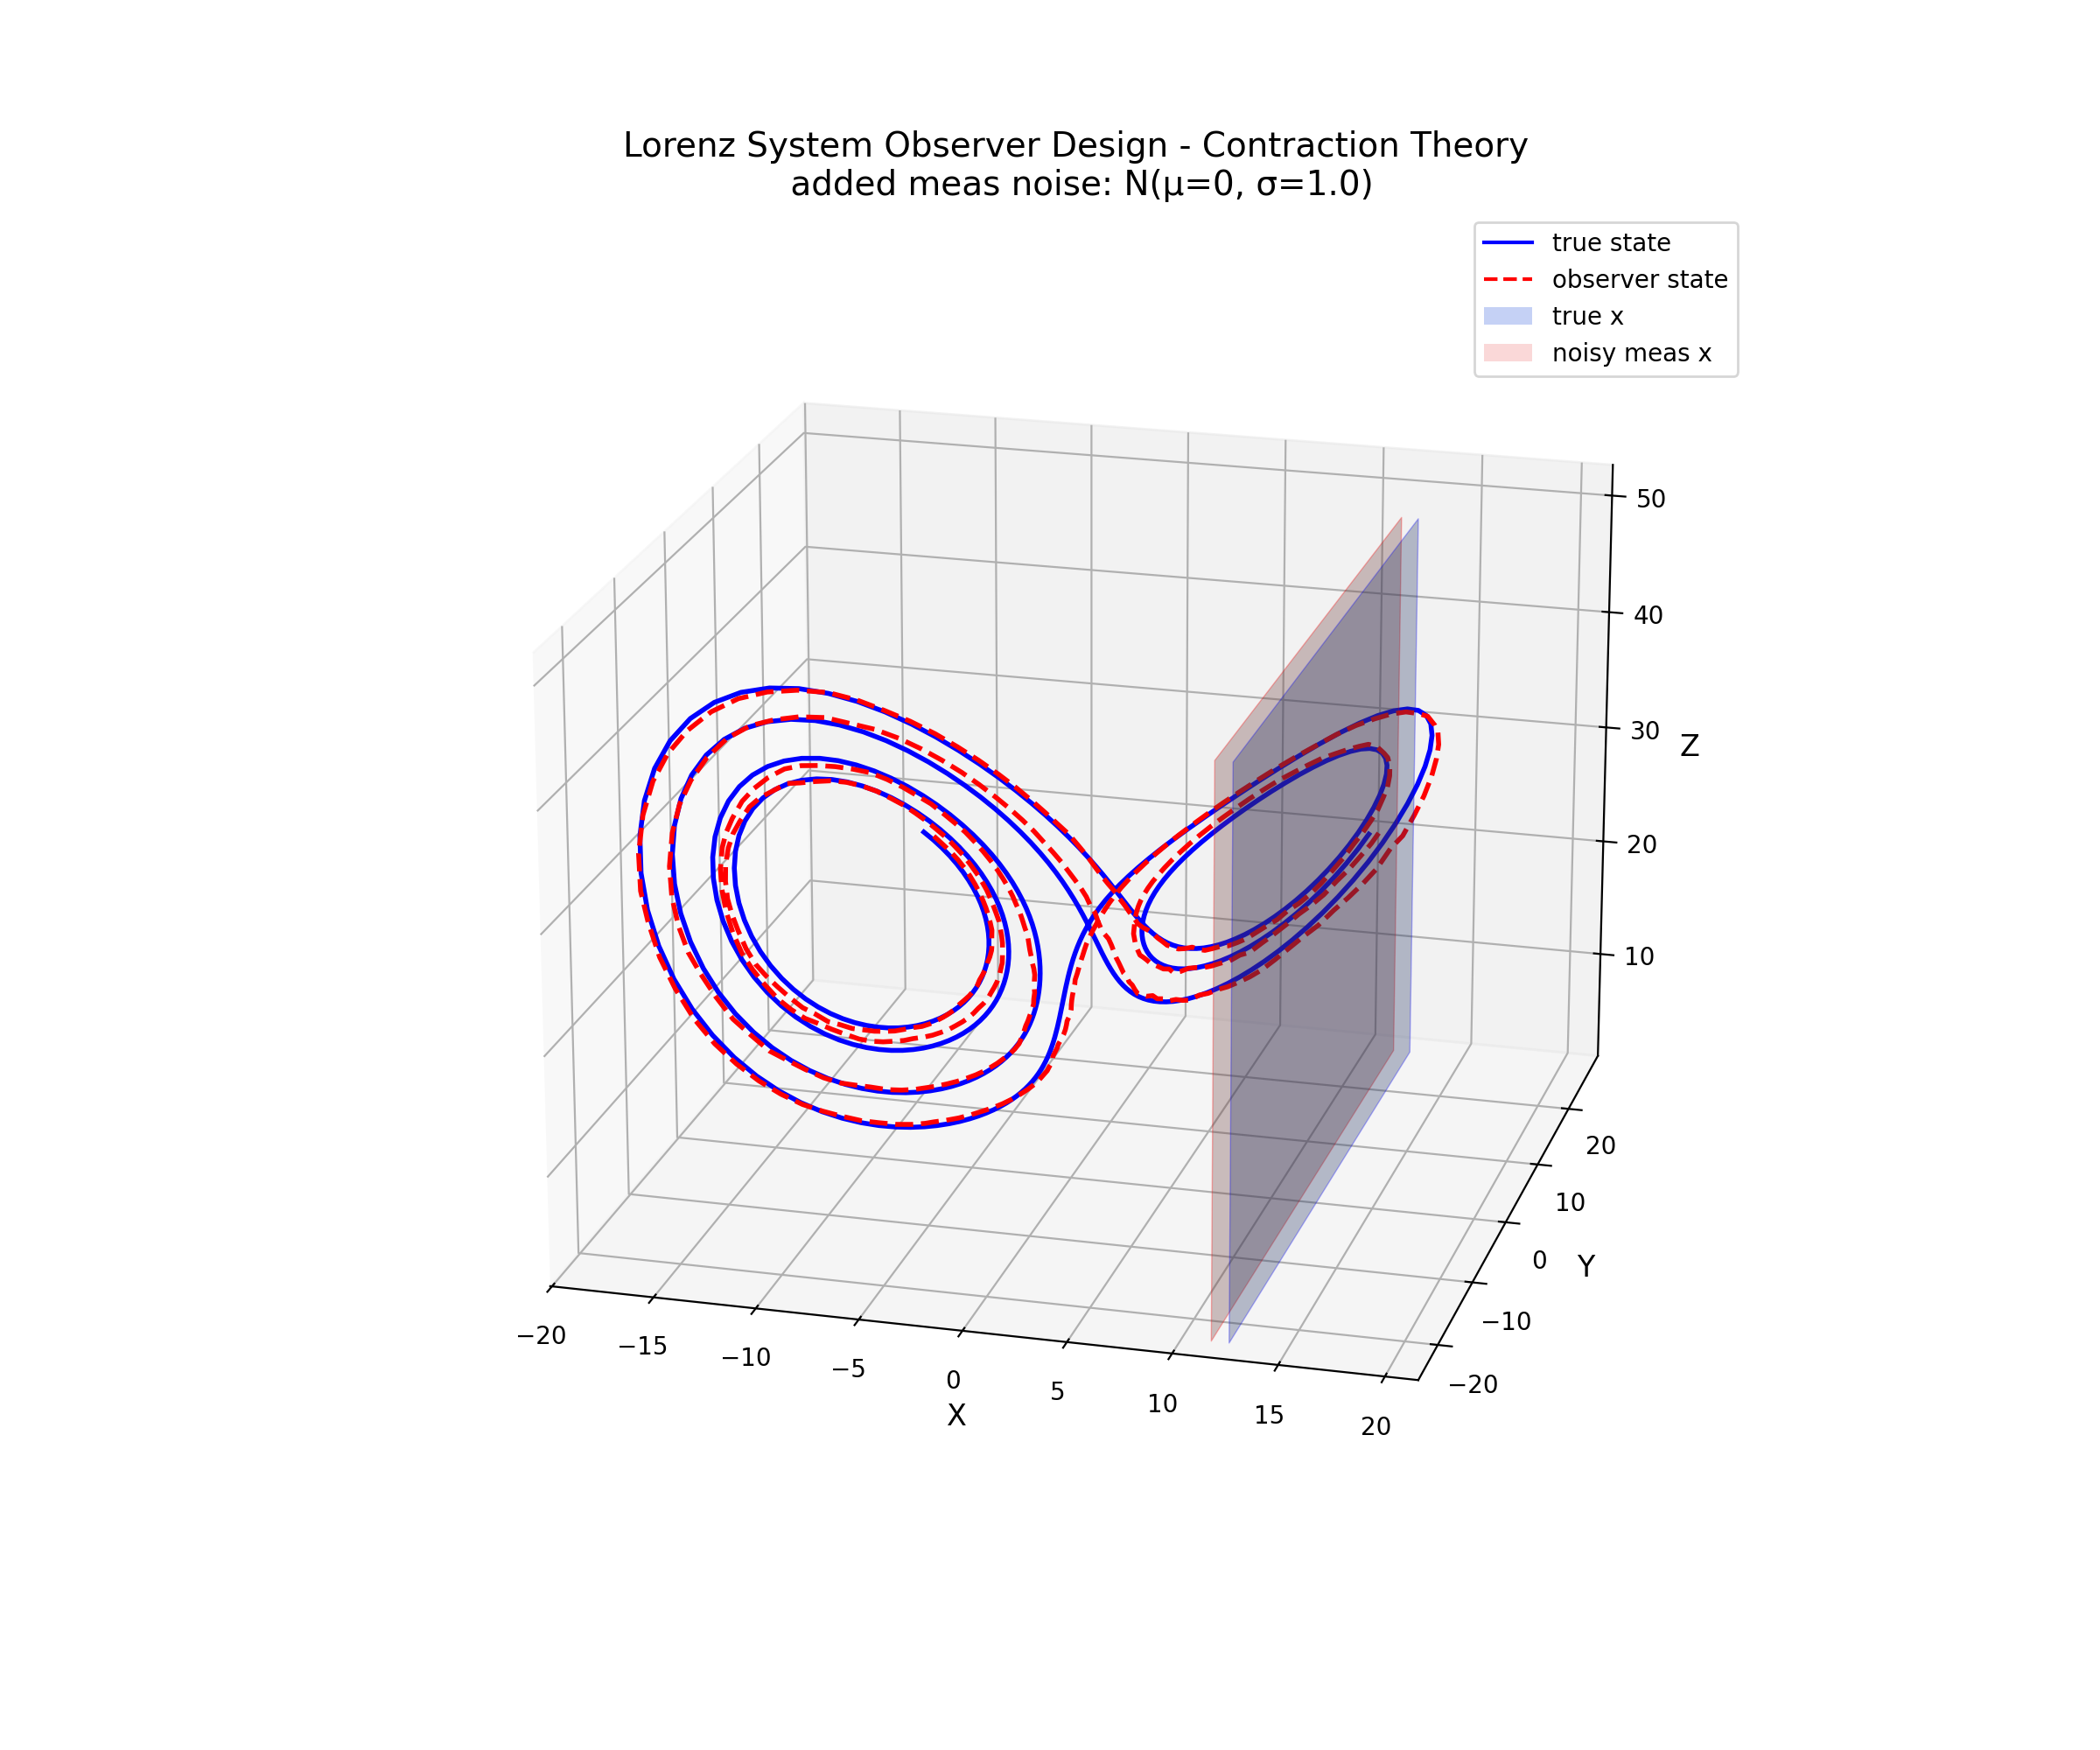 Lorenz System Observer Design - Contraction Theory
added meas noise: N(μ=0, σ=1.0)
true state
observer state
true x
noisy meas x
50
40
30
Z
20
10
20
10
0
Y
−10
−20
−20
−15
−10
−5
0
5
10
15
20
X